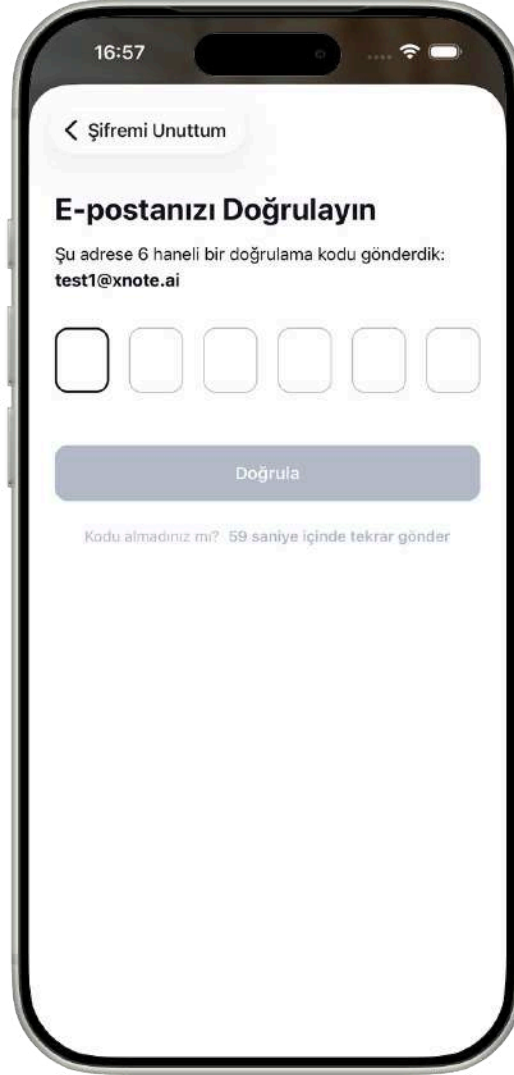 16:57
Şifremi Unuttum
E-postanızı Doğrulayın
Şu adrese 6 haneli bir doğrulama kodu gönderdik:
test1@xnote.ai
Doğrula
Kodu almadınız mı? 59 saniye içinde tekrar gönder